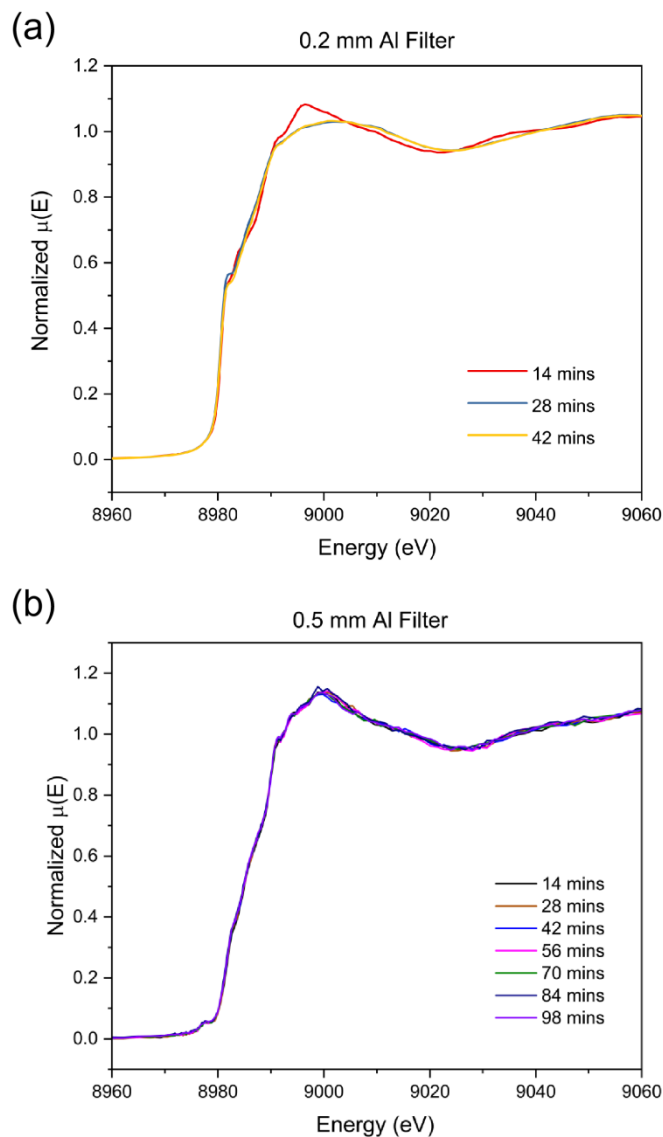 (a)
0.2 mm Al Filter
1.2
1.0
0.8
0.6
0.4
0.2
0.0
Normalized μ(E)
14 mins
28 mins
42 mins
8960 8980 9000 9020 9040 9060
Energy (eV)
(b)
0.5 mm Al Filter
1.2
1.0
0.8
0.6
0.4
0.2
0.0
Normalized μ(E)
14 mins
28 mins
42 mins
56 mins
70 mins
84 mins
98 mins
8960 8980 9000 9020 9040 9060
Energy (eV)